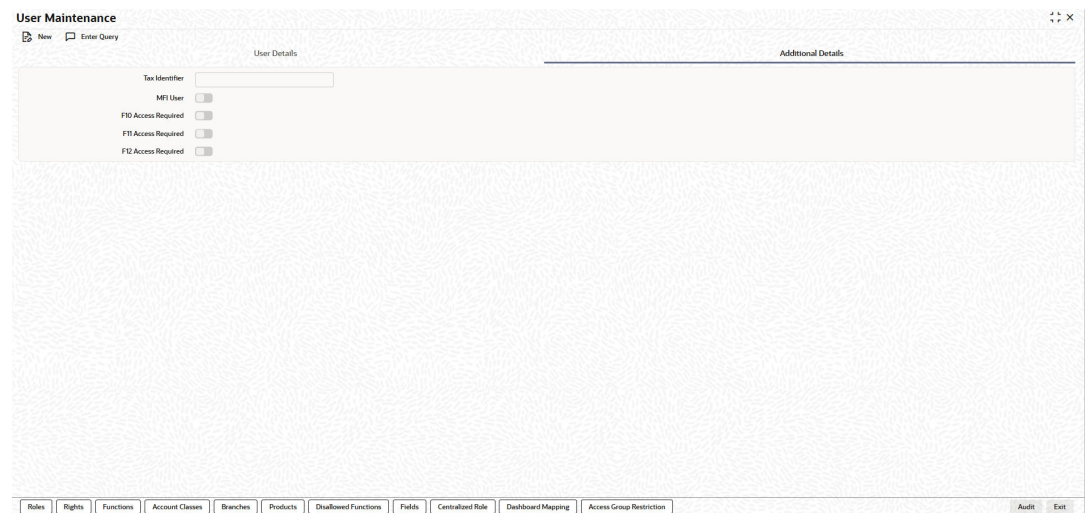 User Maintenance
New Enter Query
User Details Additional Details
Tax Identifier
MFI User
F10 Access Required
F11 Access Required
F12 Access Required
Roles Rights Functions Account Classes Branches Products Disallowed Functions Fields Centralized Role Dashboard Mapping Access Group Restriction Audit Exit